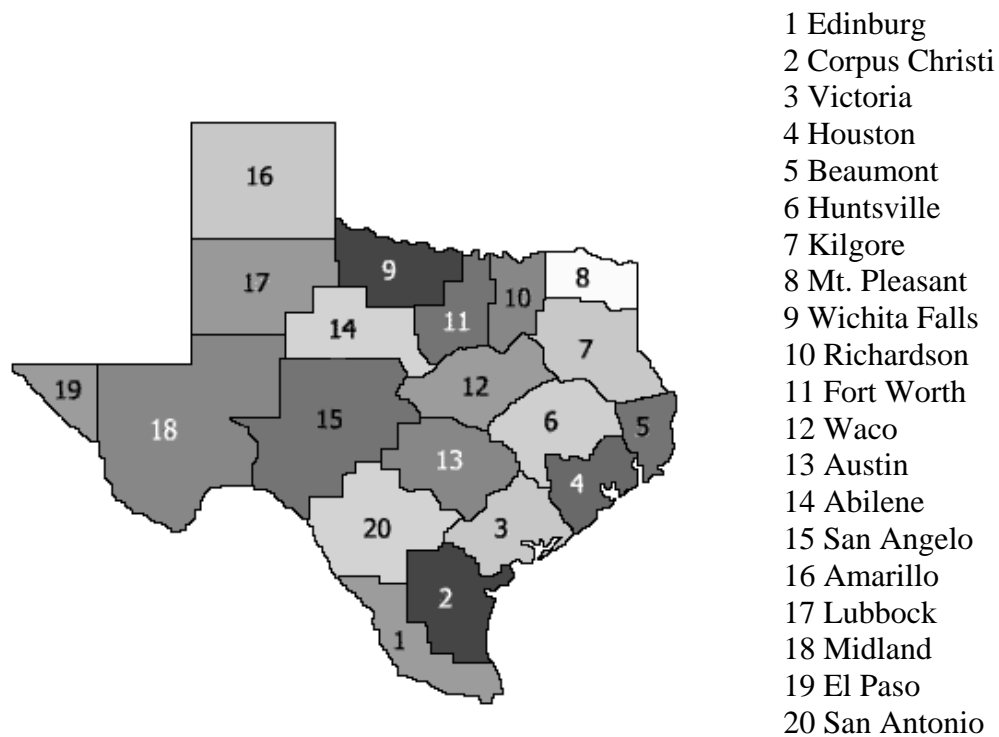 1 Edinburg
2 Corpus Christi
3 Victoria
4 Houston
5 Beaumont
6 Huntsville
7 Kilgore
8 Mt. Pleasant
9 Wichita Falls
10 Richardson
11 Fort Worth
12 Waco
13 Austin
14 Abilene
15 San Angelo
16 Amarillo
17 Lubbock
18 Midland
19 El Paso
20 San Antonio
16
9
17
8
10
11
14
7
12
19
15
6
18
5
13
4
20
3
2
1